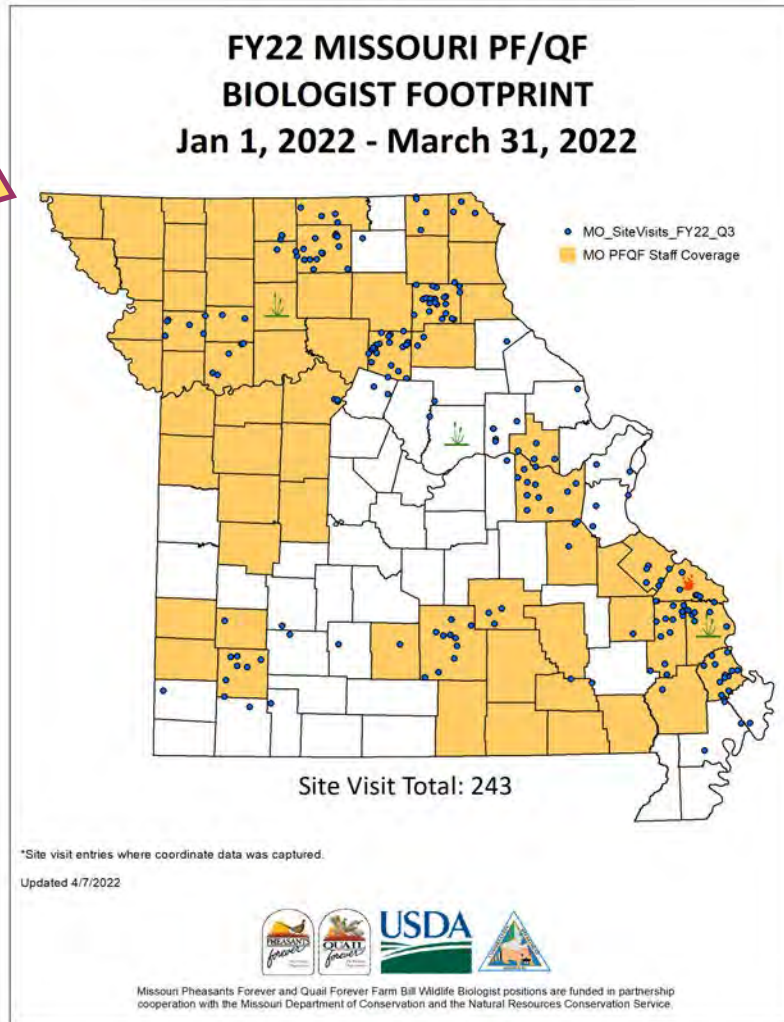 FY22 MISSOURI PF/QF
BIOLOGIST FOOTPRINT
Jan 1, 2022 - March 31, 2022
MO_SiteVisits_FY22_Q3
MO PFQF Staff Coverage
Site Visit Total: 243
*Site visit entries where coordinate data was captured.
Updated 4/7/2022
PHEASANTS
forever
QUAIL
forever
USDA
Missouri Pheasants Forever and Quail Forever Farm Bill Wildlife Biologist positions are funded in partnership
cooperation with the Missouri Department of Conservation and the Natural Resources Conservation Service.